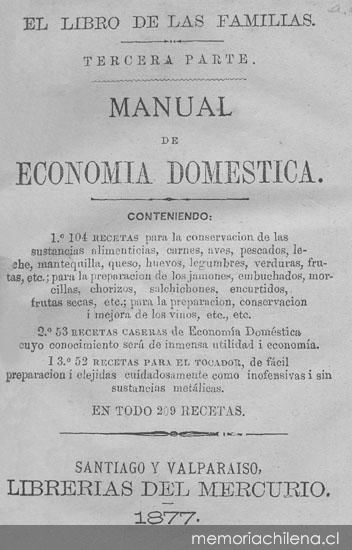 EL LIBRO DE LAS FAMILIAS.
TERCERA PARTE.
MANUAL
DE
ECONOMIA DOMESTICA.
CONTENIENDO:
1.º 104 RECETAS para la conservacion de las
sustancias alimenticias, carnes, aves, pescados, le-
che, mantequilla, queso, huevos, legumbres, verduras, fru-
tas, etc.; para la preparacion de los jamones, embuchados, mor-
cillas, chorizos, salchichones, encurtidos,
frutas secas, etc.; para la preparacion, conservacion
i mejora de los vinos, etc., etc.
2.º 53 RECETAS CASERAS de Economía Doméstica
cuyo conocimiento será de inmensa utilidad i economía.
I 3.º 52 RECETAS PARA EL TOCADOR, de fácil
preparacion i elejidas cuidadosamente como inofensivas i sin
sustancias metálicas.
EN TODO 209 RECETAS.
SANTIAGO Y VALPARAISO,
LIBRERIAS DEL MERCURIO.
1877.
memoriachilena.cl